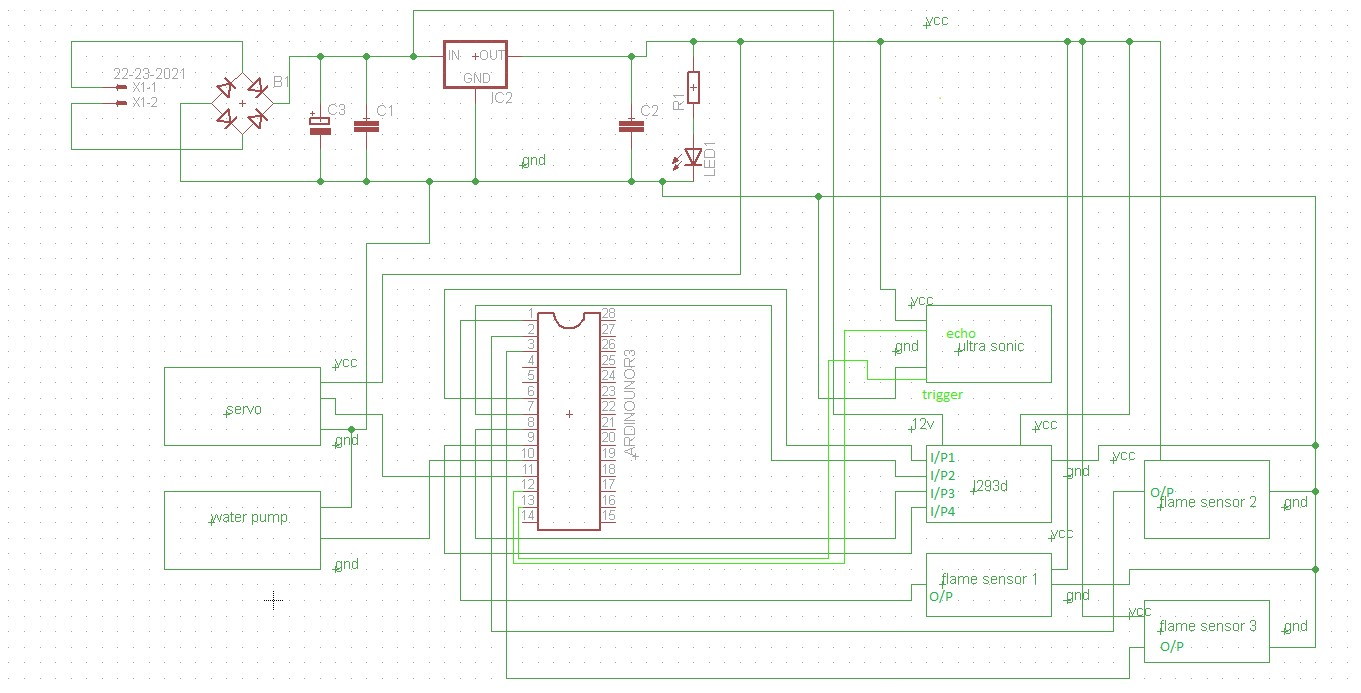 vcc
22-23-2021
X1-1
X1-2
B1
C3
C1
IN
OUT
GND
IC2
C2
R1
LED1
gnd
1
2
3
4
5
6
7
8
9
10
11
12
13
14
28
27
26
25
24
23
22
21
20
19
18
17
16
15
ARDINOUNOR3
servo
vcc
gnd
water pump
gnd
vcc
echo
gnd
ultra sonic
trigger
12v
vcc
I/P1
I/P2
I/P3
I/P4
l293d
gnd
vcc
O/P
flame sensor 2
gnd
vcc
flame sensor 1
O/P
gnd
vcc
flame sensor 3
gnd
O/P